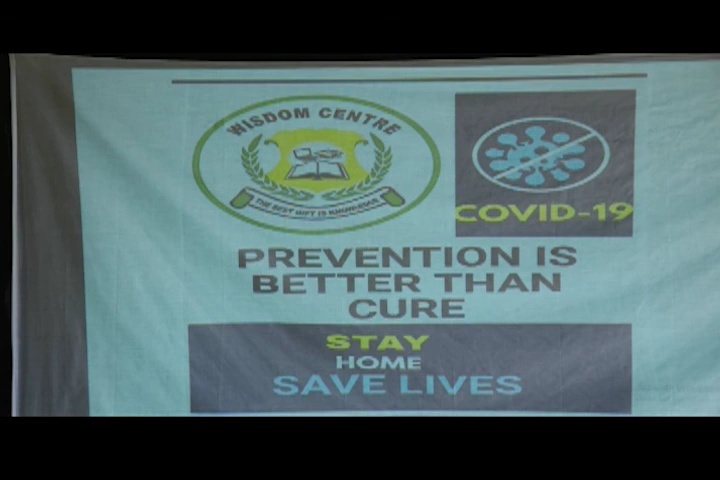 WISDOM CENTRE
THE BEST GIFT IS KNOWLEDGE
COVID-19
PREVENTION IS
BETTER THAN
CURE
STAY
HOME
SAVE LIVES